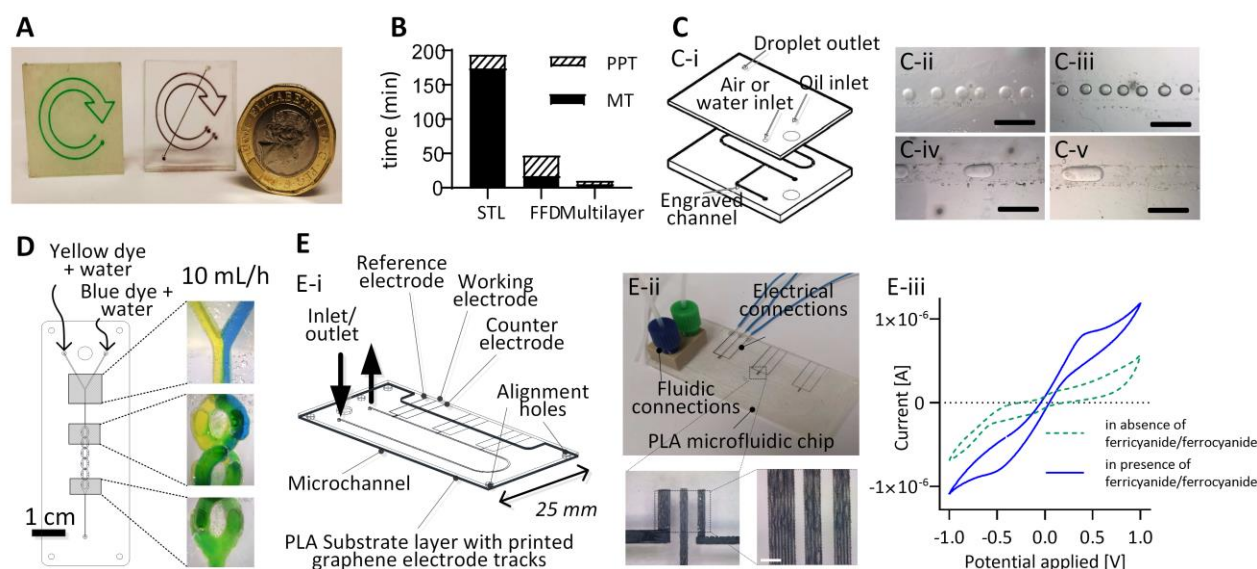 A
B
200
150
100
50
0
time (min)
PPT
MT
STL
FFD
Multilayer
C
C-i
Droplet outlet
Air or
water inlet
Oil inlet
Engraved
channel
C-ii
C-iii
C-iv
C-v
D
Yellow dye
+ water
Blue dye +
water
10 mL/h
1 cm
E
E-i
Reference
electrode
Working
electrode
Counter
electrode
Inlet/
outlet
Alignment
holes
Microchannel
25 mm
PLA Substrate layer with printed
graphene electrode tracks
E-ii
Electrical
connections
Fluidic
connections
PLA microfluidic chip
E-iii
1×10⁻⁶
0
-1×10⁻⁶
Current [A]
in absence of
ferricyanide/ferrocyanide
in presence of
ferricyanide/ferrocyanide
-1.0
-0.5
0.0
0.5
1.0
Potential applied [V]